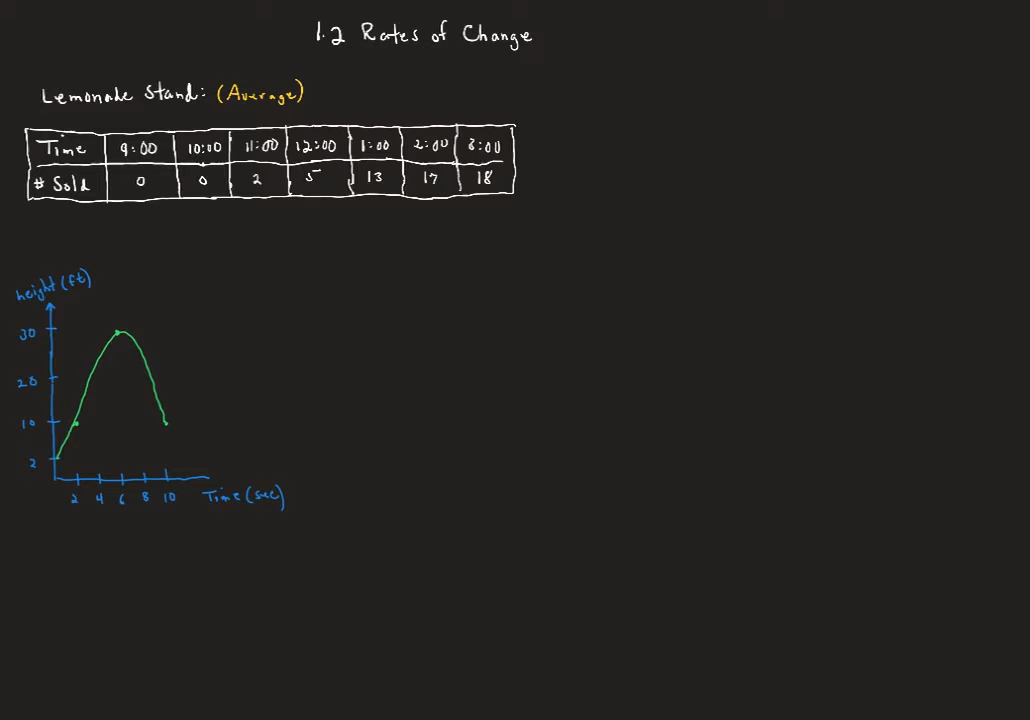 1.2 Rates of Change
Lemonade Stand: (Average)
Time 9:00 10:00 11:00 12:00 1:00 2:00 3:00
# Sold 0 0 2 5 13 17 18
height (ft)
30
20
10
2
2 4 6 8 10 Time (sec)